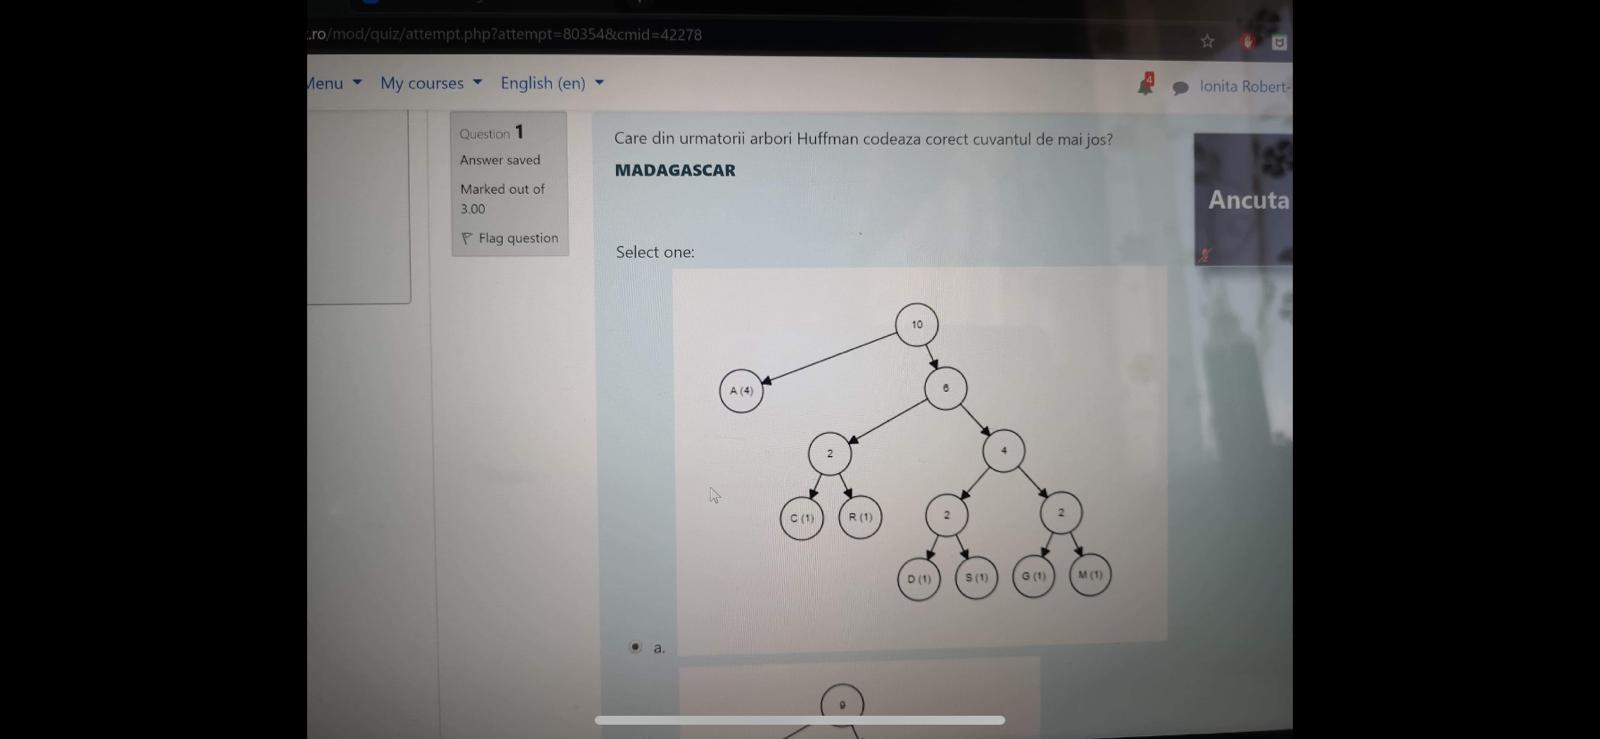 .ro/mod/quiz/attempt.php?attempt=80354&cmid=42278
Menu My courses English (en)
4
Ionita Robert-
Question 1
Answer saved
Marked out of
3.00
Flag question
Care din urmatorii arbori Huffman codeaza corect cuvantul de mai jos?
MADAGASCAR
Ancuta
Select one:
10
A (4)
6
2
4
C (1)
R (1)
2
2
D (1)
S (1)
G (1)
M (1)
a.
9